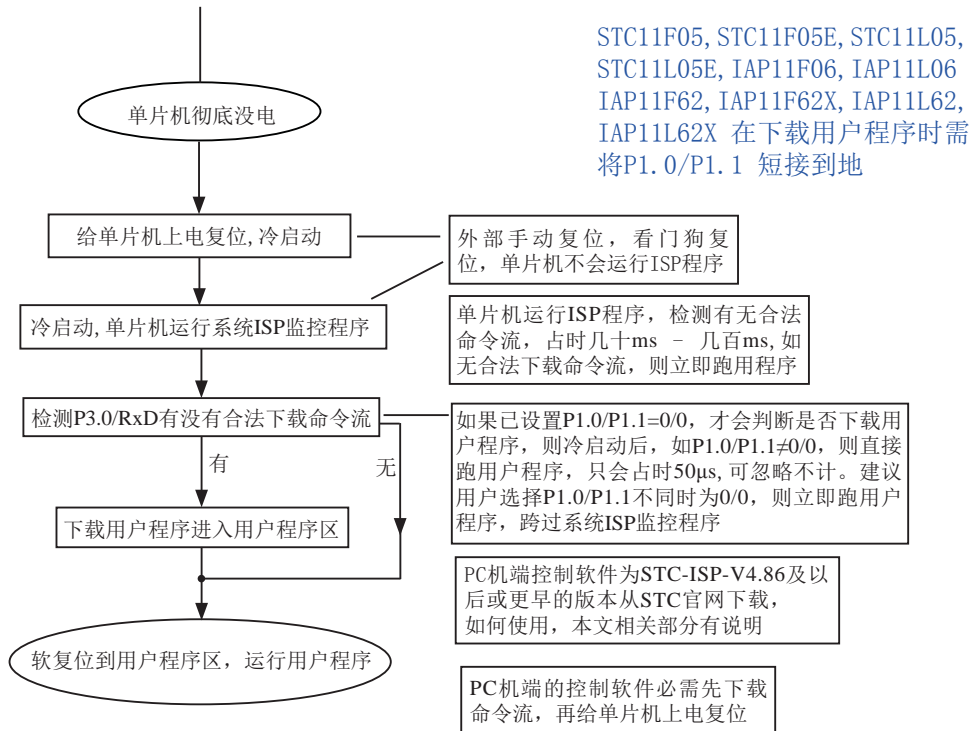 STC11F05,STC11F05E,STC11L05,
STC11L05E,IAP11F06,IAP11L06
IAP11F62,IAP11F62X,IAP11L62,
IAP11L62X 在下载用户程序时需
将P1.0/P1.1 短接到地
单片机彻底没电
给单片机上电复位,冷启动
外部手动复位，看门狗复
位，单片机不会运行ISP程序
冷启动,单片机运行系统ISP监控程序
单片机运行ISP程序，检测有无合法
命令流，占时几十ms - 几百ms,如
无合法下载命令流，则立即跑用程序
检测P3.0/RxD有没有合法下载命令流
如果已设置P1.0/P1.1=0/0，才会判断是否下载用
户程序，则冷启动后，如P1.0/P1.1≠0/0，则直接
跑用户程序，只会占时50μs,可忽略不计。建议
用户选择P1.0/P1.1不同时为0/0，则立即跑用户
程序，跨过系统ISP监控程序
有
无
下载用户程序进入用户程序区
PC机端控制软件为STC-ISP-V4.86及以
后或更早的版本从STC官网下载，
如何使用，本文相关部分有说明
软复位到用户程序区，运行用户程序
PC机端的控制软件必需先下载
命令流，再给单片机上电复位